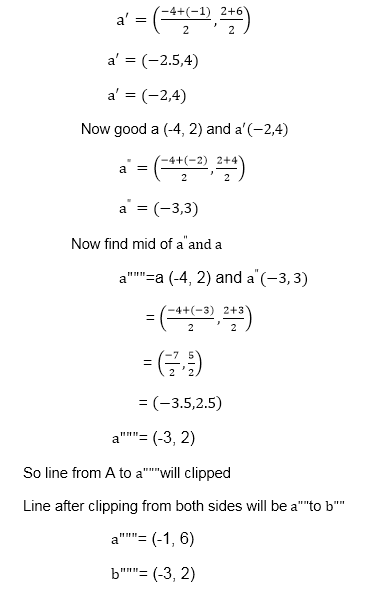 a′ = (−4+(−1)/2, 2+6/2)
a′ = (−2.5,4)
a′ = (−2,4)
Now good a (-4, 2) and a′(−2,4)
a" = (−4+(−2)/2, 2+4/2)
a" = (−3,3)
Now find mid of a"and a
a"""=a (-4, 2) and a"(−3, 3)
= (−4+(−3)/2, 2+3/2)
= (−7/2, 5/2)
= (−3.5,2.5)
a"""= (-3, 2)
So line from A to a"""will clipped
Line after clipping from both sides will be a""to b""
a"""= (-1, 6)
b"""= (-3, 2)